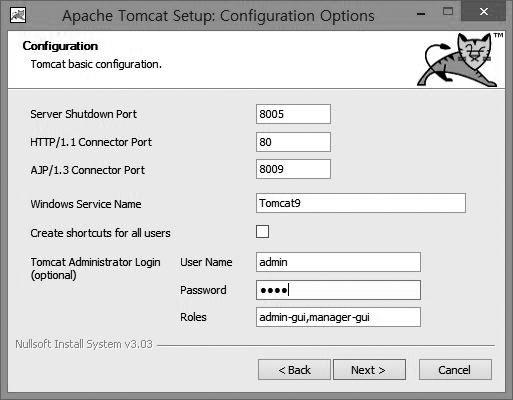 Apache Tomcat Setup: Configuration Options
Configuration
Tomcat basic configuration.
TM
Server Shutdown Port 8005
HTTP/1.1 Connector Port 80
AJP/1.3 Connector Port 8009
Windows Service Name Tomcat9
Create shortcuts for all users
Tomcat Administrator Login (optional)
User Name admin
Password ●●●●
Roles admin-gui,manager-gui
Nullsoft Install System v3.03
< Back Next > Cancel